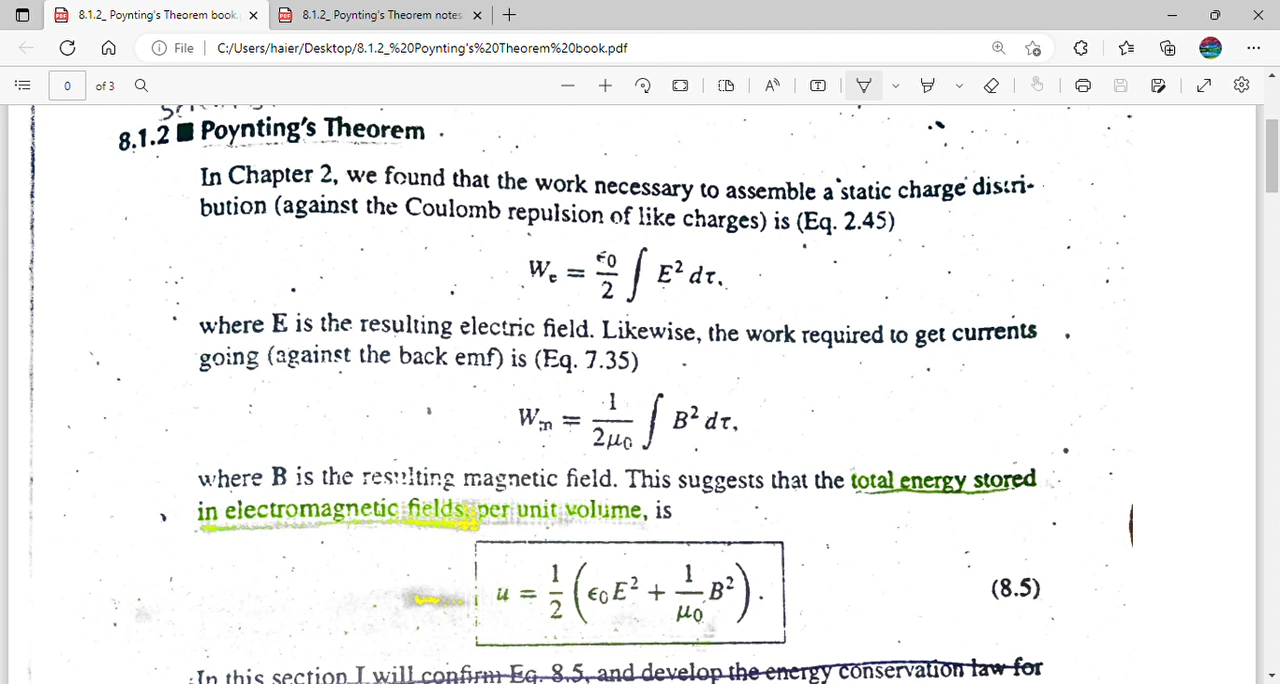 8.1.2_ Poynting's Theorem book.
8.1.2_ Poynting's Theorem notes
File
C:/Users/haier/Desktop/8.1.2_%20Poynting's%20Theorem%20book.pdf
0 of 3
8.1.2 ■ Poynting's Theorem
In Chapter 2, we found that the work necessary to assemble a static charge distri-
bution (against the Coulomb repulsion of like charges) is (Eq. 2.45)
W_e = ϵ0/2 ∫ E² dτ,
where E is the resulting electric field. Likewise, the work required to get currents
going (against the back emf) is (Eq. 7.35)
W_m = 1/2μ0 ∫ B² dτ,
where B is the resulting magnetic field. This suggests that the total energy stored
in electromagnetic fields, per unit volume, is
u = 1/2 (ϵ0E² + 1/μ0 B²). (8.5)
In this section I will confirm Eq. 8.5, and develop the energy conservation law for